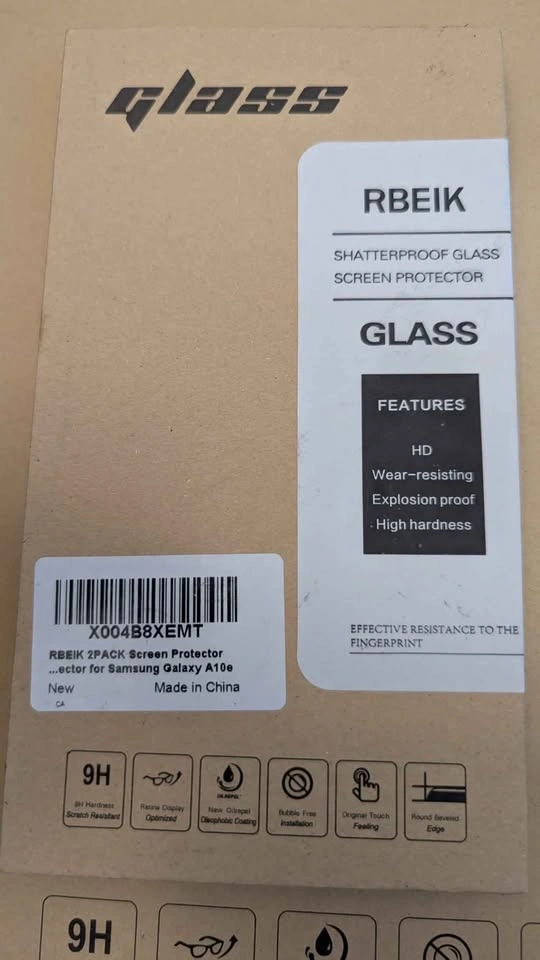 glass
RBEIK
SHATTERPROOF GLASS
SCREEN PROTECTOR
GLASS
FEATURES
HD
Wear-resisting
Explosion proof
High hardness
EFFECTIVE RESISTANCE TO THE
FINGERPRINT
X004B8XEMT
RBEIK 2PACK Screen Protector
...ector for Samsung Galaxy A10e
New Made in China
CA
9H
9H Hardness
Scratch Resistant
Retina Display
Optimized
New Oilrepel
Oleophobic Coating
Bubble Free
Installation
Original Touch
Feeling
Round Beveled
Edge
9H